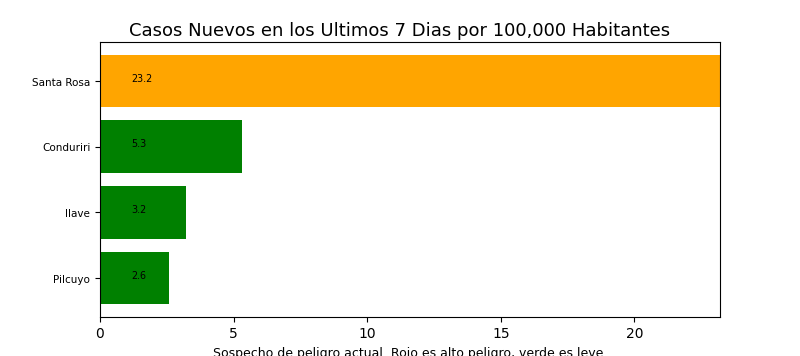 Casos Nuevos en los Ultimos 7 Dias por 100,000 Habitantes
Santa Rosa 23.2
Conduriri 5.3
Ilave 3.2
Pilcuyo 2.6
0 5 10 15 20
Sospecho de peligro actual. Rojo es alto peligro, verde es leve